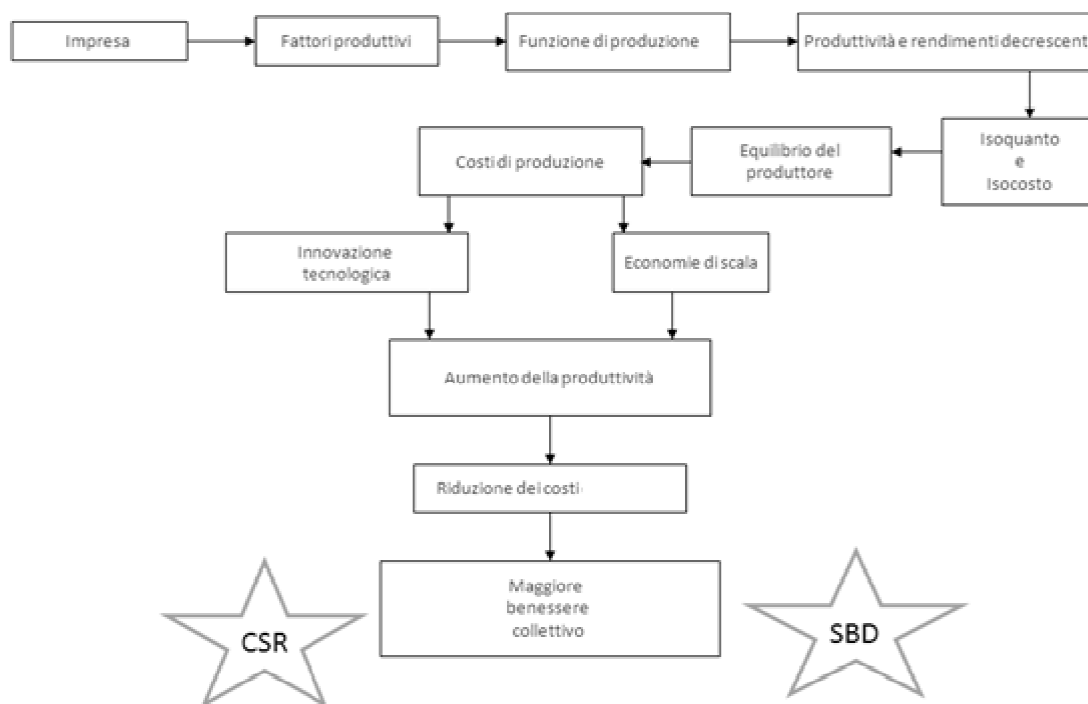 Impresa
Fattori produttivi
Funzione di produzione
Produttività e rendimenti decrescent
Isoquanto
e
Isocosto
Equilibrio del
produttore
Costi di produzione
Innovazione
tecnologica
Economie di scala
Aumento della produttività
Riduzione dei costi
Maggiore
benessere
collettivo
CSR
SBD